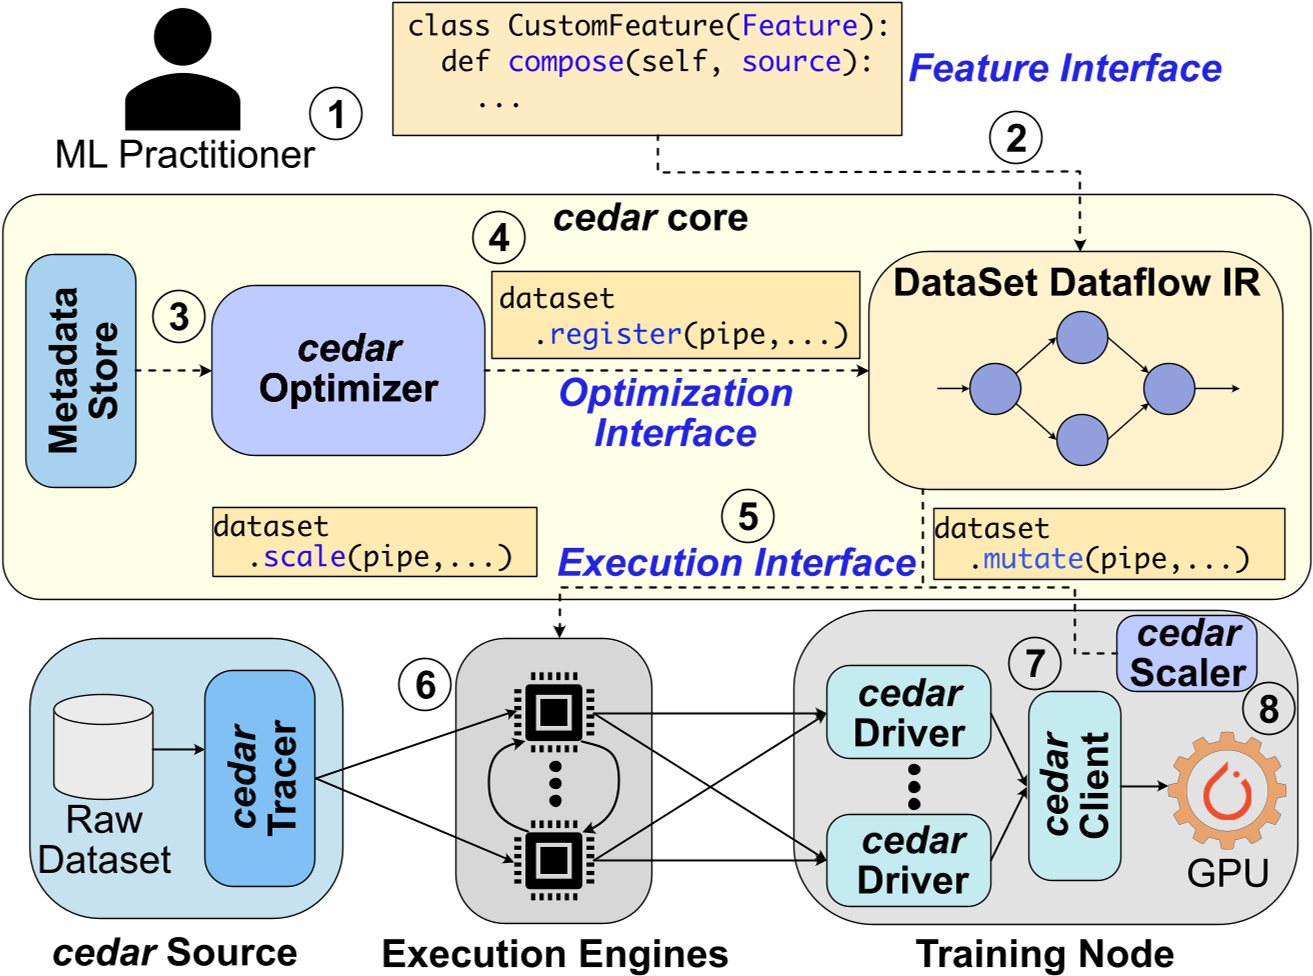 class CustomFeature(Feature):
def compose(self, source):
...
Feature Interface
1
ML Practitioner
2
cedar core
4
Metadata
Store
3
cedar
Optimizer
dataset
.register(pipe,...)
Optimization
Interface
DataSet Dataflow IR
5
dataset
.scale(pipe,...)
Execution Interface
dataset
.mutate(pipe,...)
Raw
Dataset
cedar
Tracer
cedar Source
6
Execution Engines
cedar
Driver
cedar
Driver
7
cedar
Client
cedar
Scaler
8
GPU
Training Node